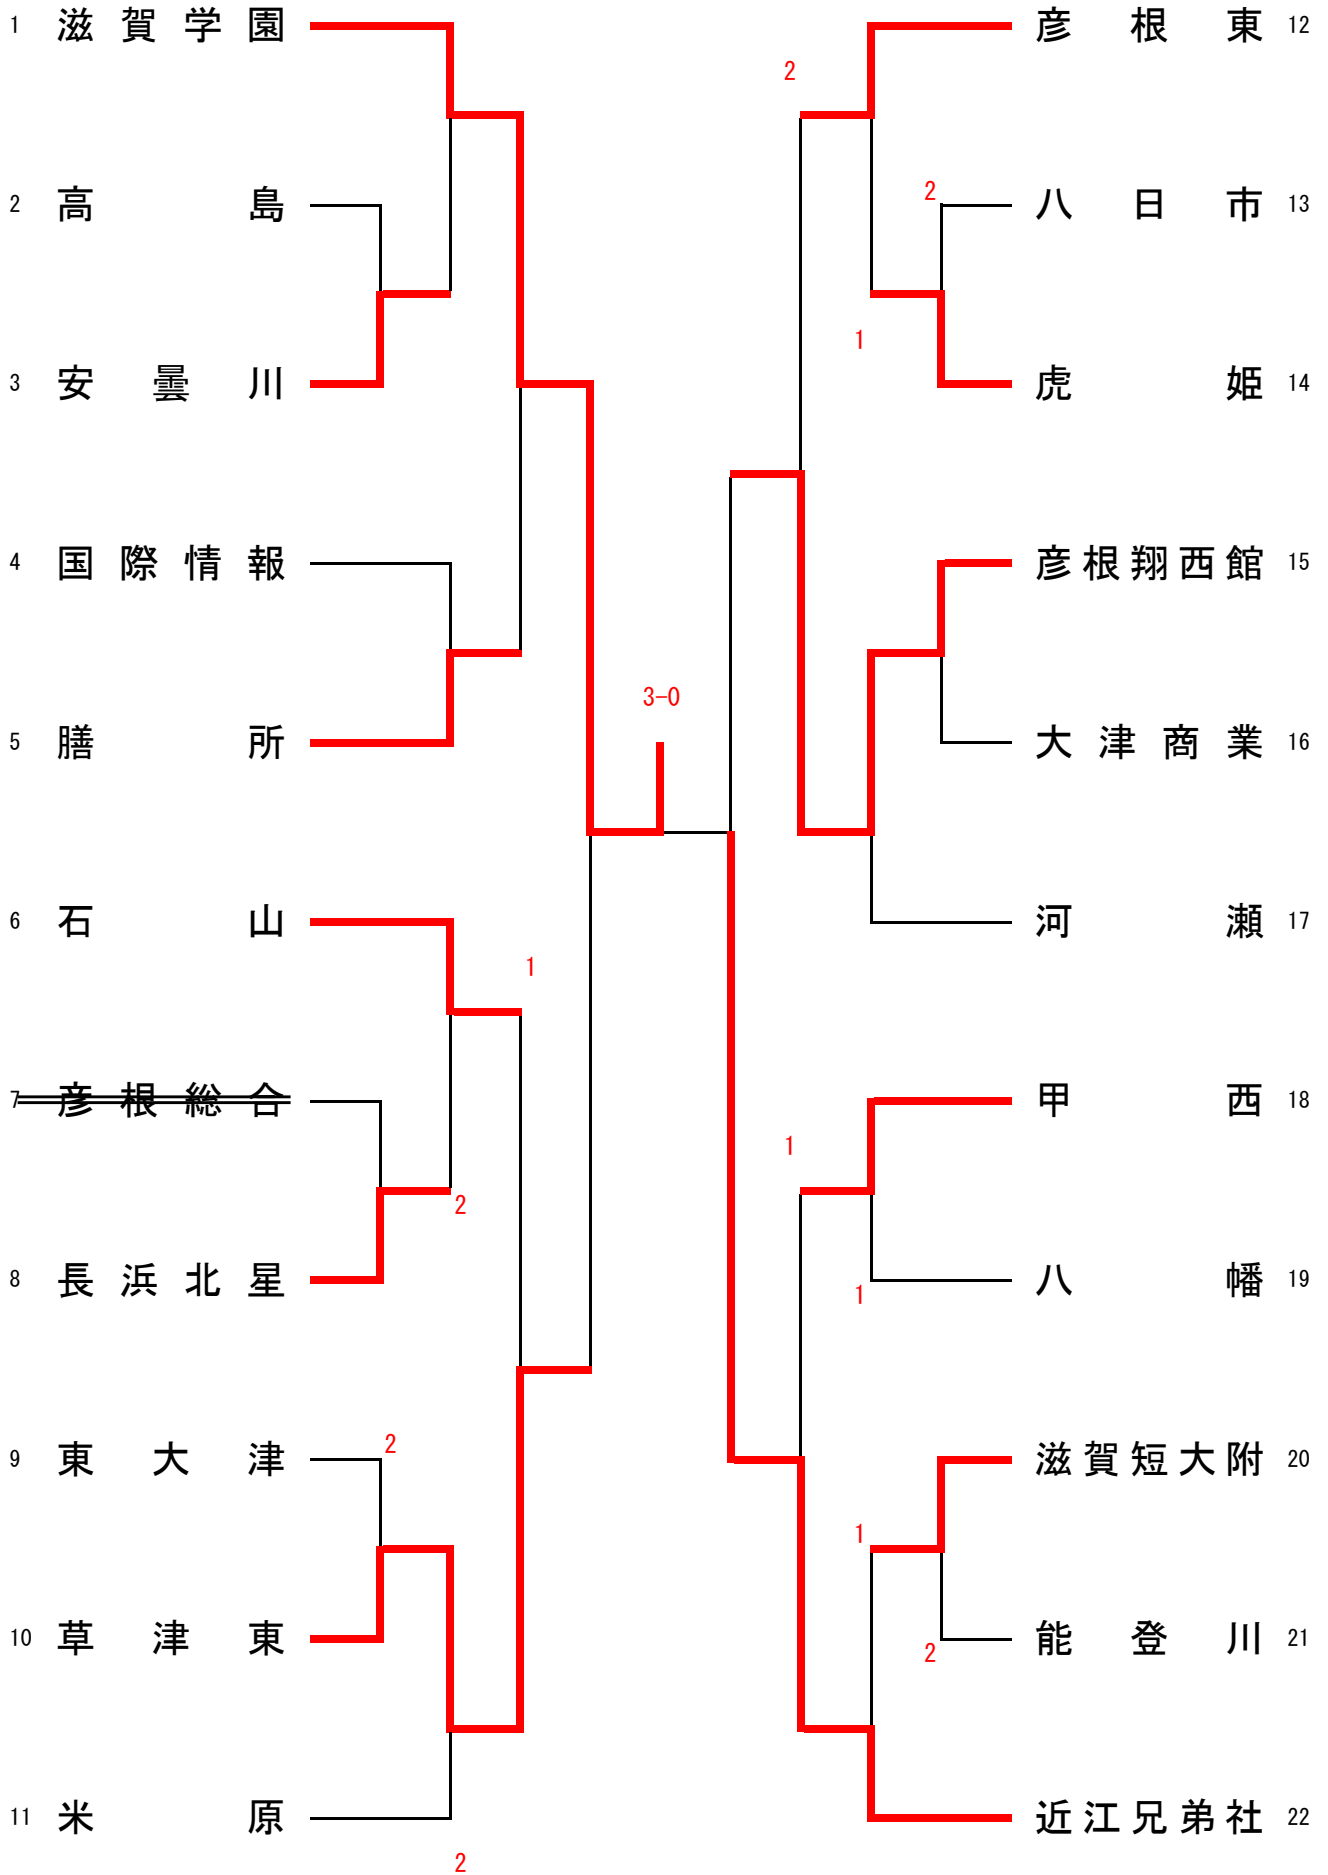 1 滋賀学園
2 高島
3 安曇川
4 国際情報
5 膳所
6 石山
1
7 彦根総合
2
8 長浜北星
2
9 東大津
10 草津東
11 米原
2
3-0
彦根東 12
2
2
八日市 13
1
虎姫 14
彦根翔西館 15
大津商業 16
河瀬 17
甲西 18
1
八幡 19
1
滋賀短大附 20
1
能登川 21
2
近江兄弟社 22